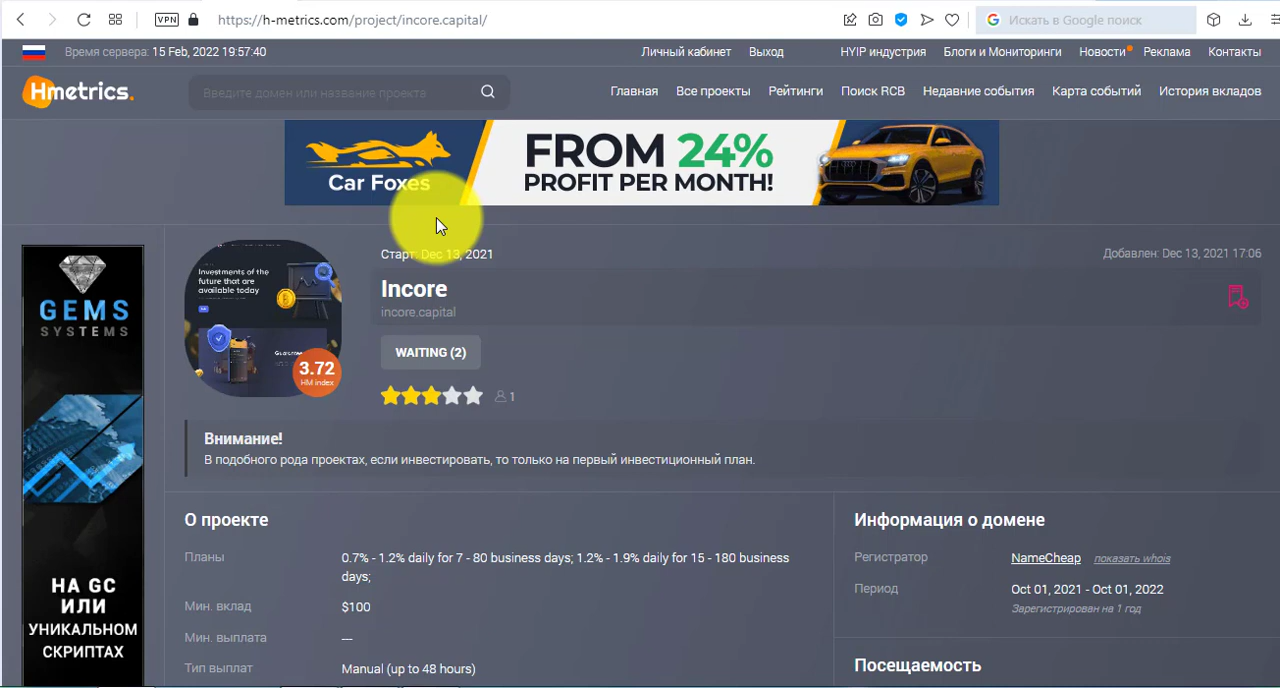 https://h-metrics.com/project/incore.capital/
VPN
Искать в Google поиск
Время сервера: 15 Feb, 2022 19:57:40
Личный кабинет Выход HYIP индустрия Блоги и Мониторинги Новости Реклама Контакты
Hmetrics.
Введите домен или название проекта
Главная Все проекты Рейтинги Поиск RCB Недавние события Карта событий История вкладов
Car Foxes
FROM 24%
PROFIT PER MONTH!
GEMS
SYSTEMS
НА GC
ИЛИ
УНИКАЛЬНОМ
СКРИПТАХ
Investments of the
future that are
available today
3.72
HM index
Старт: Dec 13, 2021
Добавлен: Dec 13, 2021 17:06
Incore
incore.capital
WAITING (2)
1
Внимание!
В подобного рода проектах, если инвестировать, то только на первый инвестиционный план.
О проекте
Планы 0.7% - 1.2% daily for 7 - 80 business days; 1.2% - 1.9% daily for 15 - 180 business
days;
Мин. вклад $100
Мин. выплата ---
Тип выплат Manual (up to 48 hours)
Информация о домене
Регистратор NameCheap показать whois
Период Oct 01, 2021 - Oct 01, 2022
Зарегистрирован на 1 год
Посещаемость